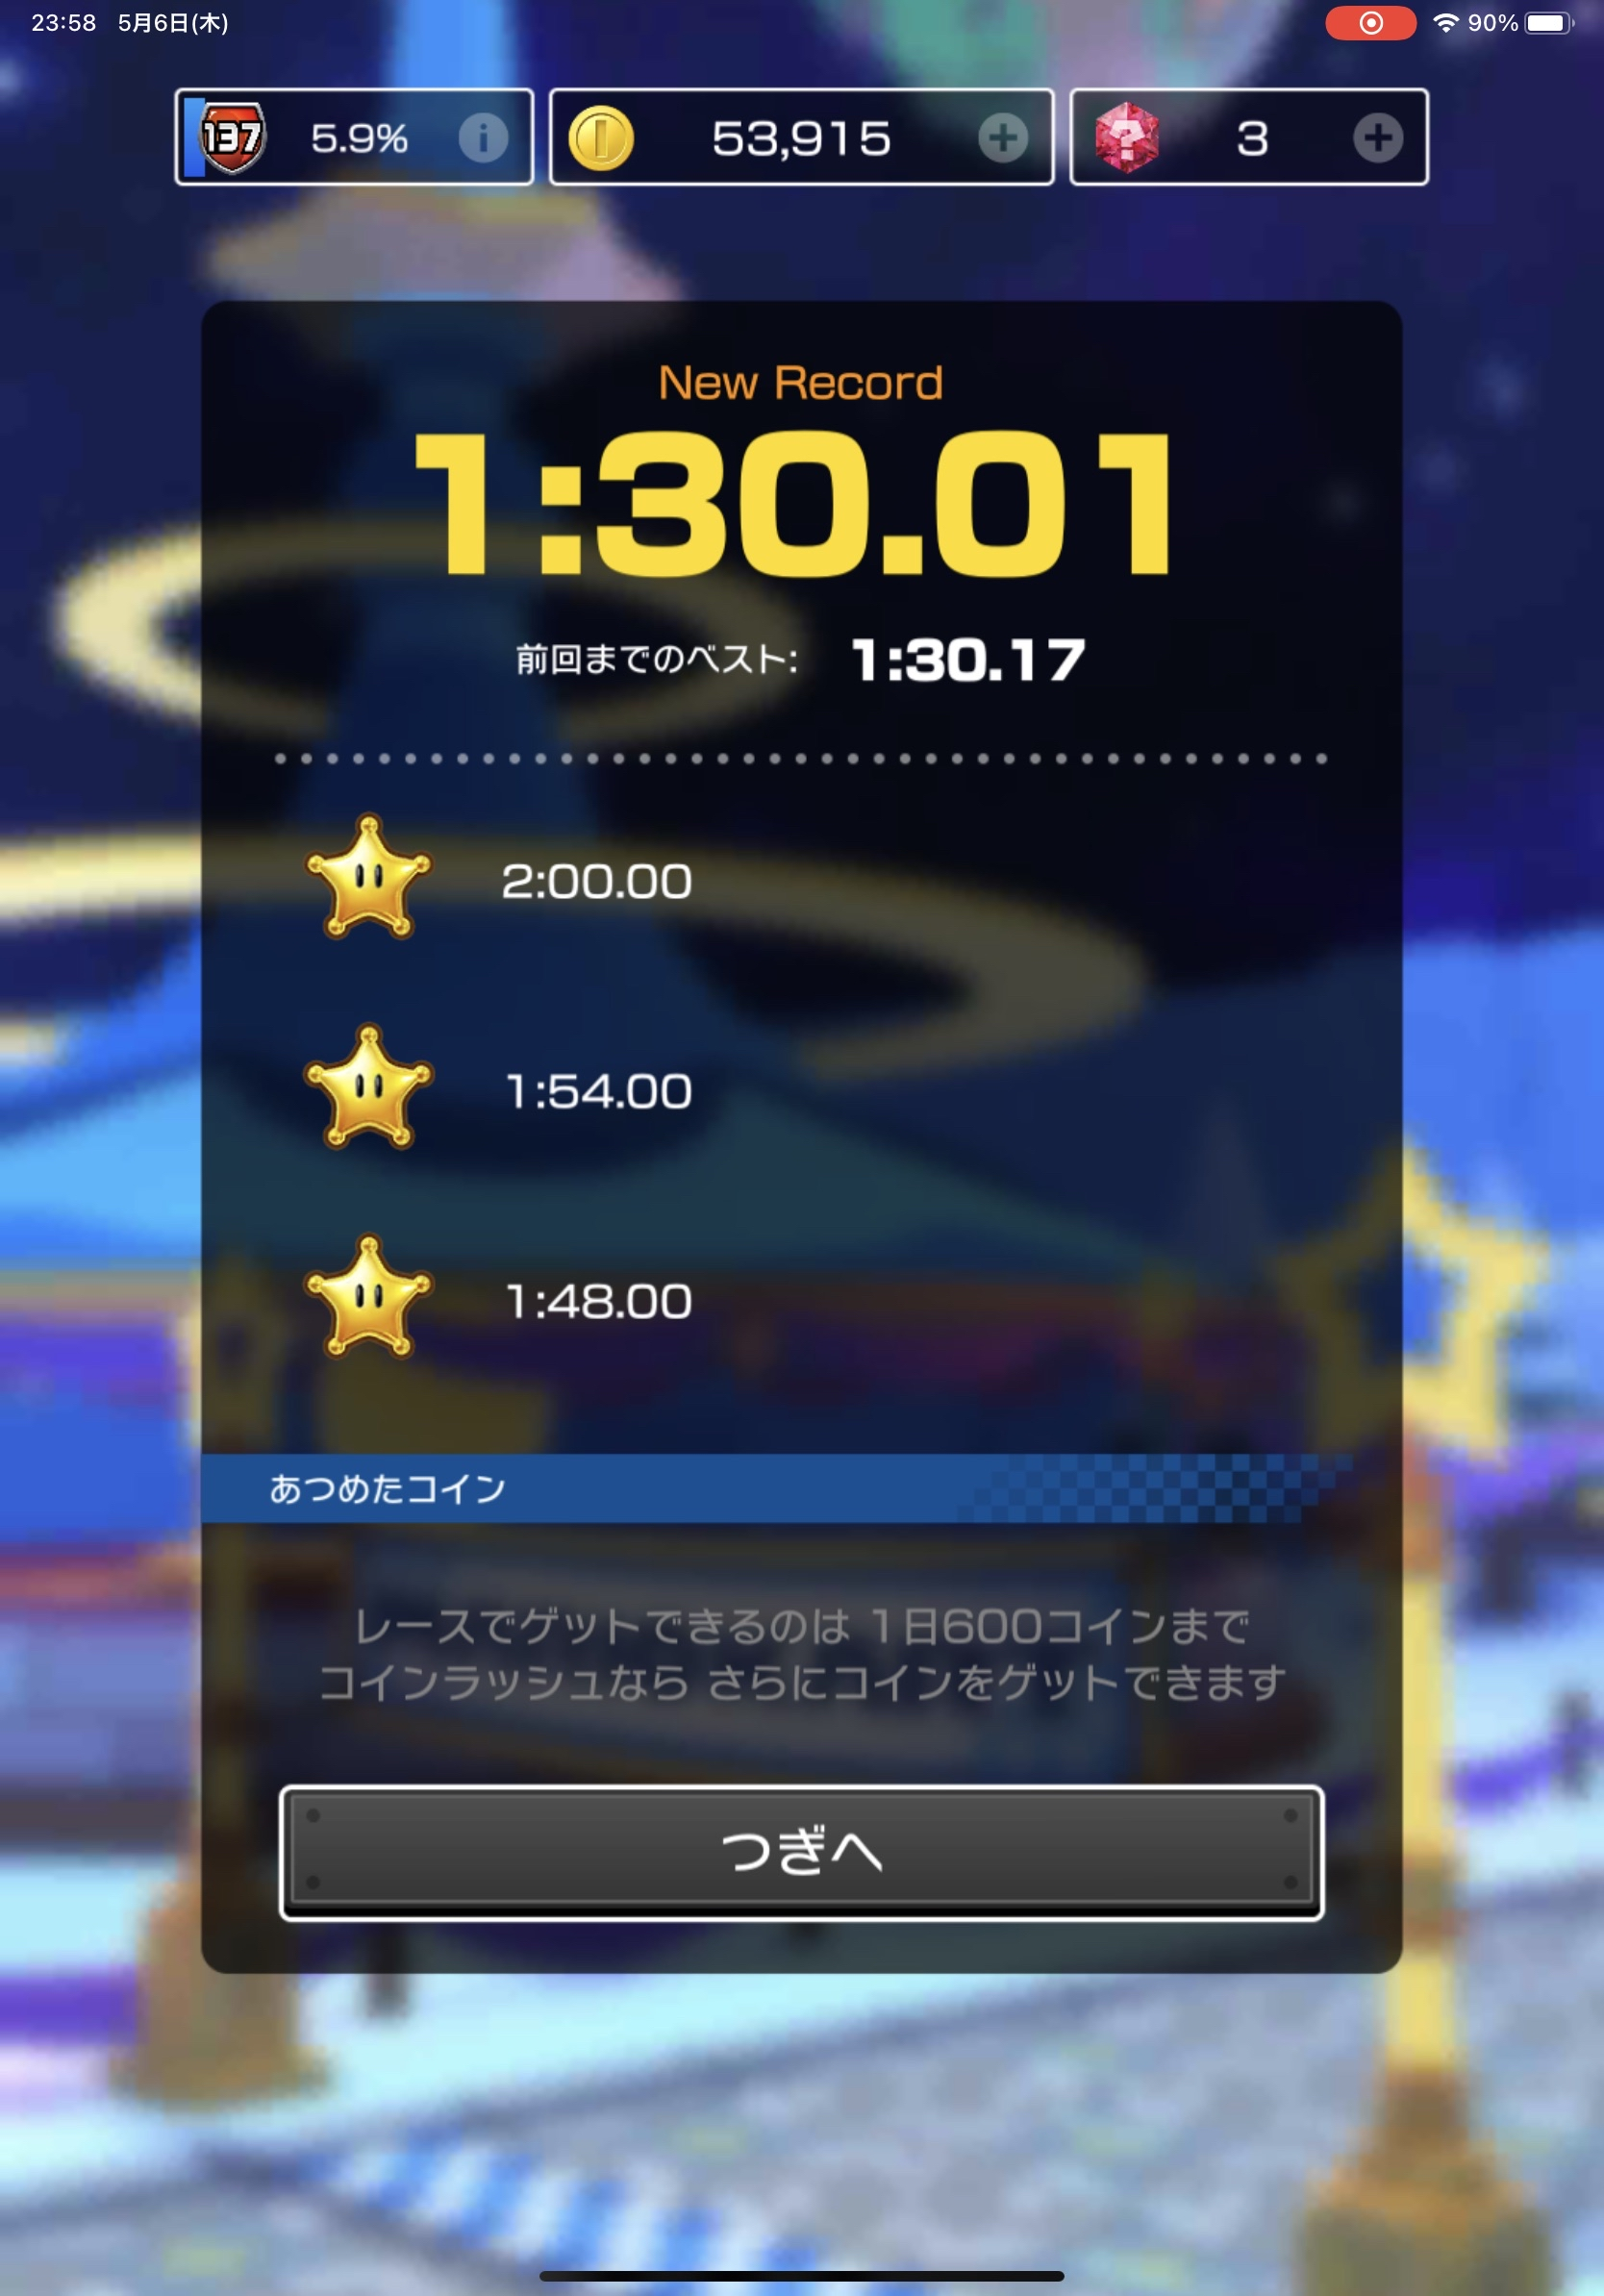 23:58 5月6日(木) 90%
137 5.9% 53,915 3
New Record
1:30.01
前回までのベスト: 1:30.17
2:00.00
1:54.00
1:48.00
あつめたコイン
レースでゲットできるのは 1日600コインまで
コインラッシュなら さらにコインをゲットできます
つぎへ